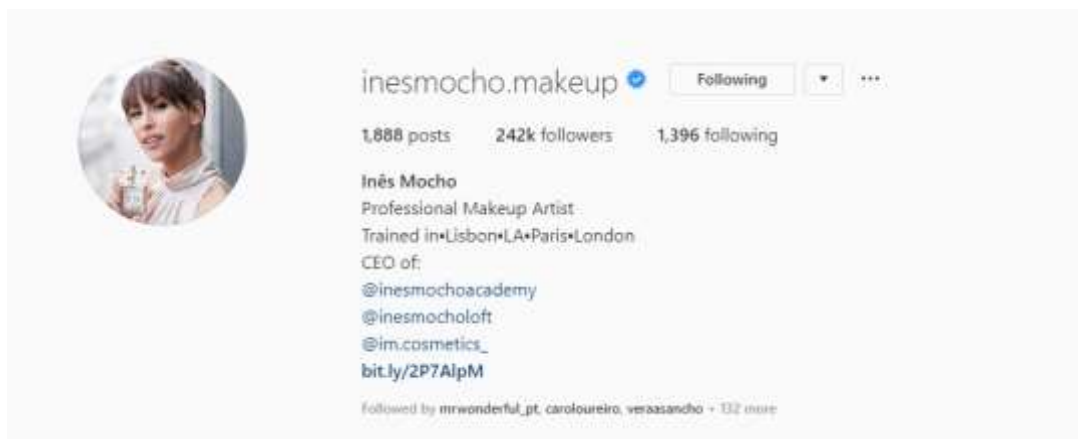 inesmocho.makeup Following ▾ •••
1,888 posts 242k followers 1,396 following
Inês Mocho
Professional Makeup Artist
Trained in•Lisbon•LA•Paris•London
CEO of:
@inesmochoacademy
@inesmocholoft
@im.cosmetics_
bit.ly/2P7AlpM
Followed by mrwonderful_pt, caroloureiro, veraasancho + 132 more